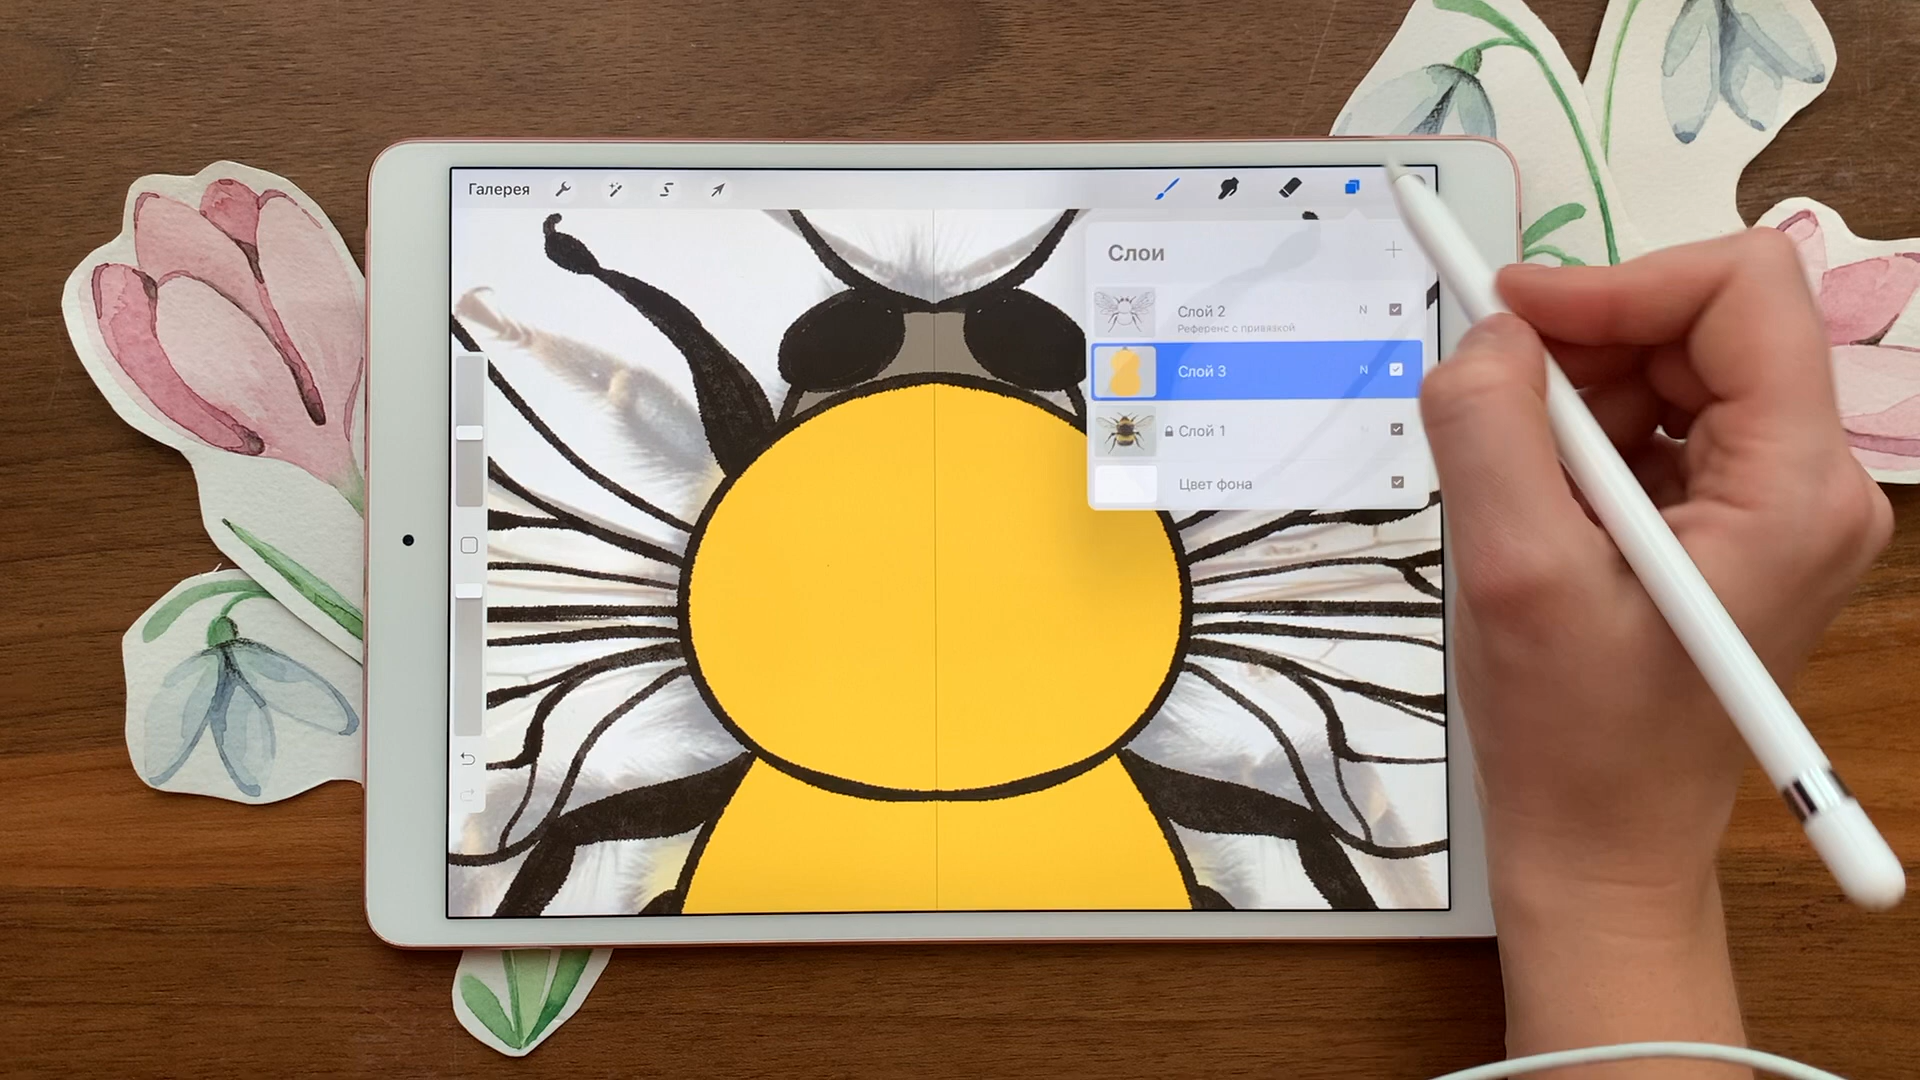 Галерея
Слои
Слой 2
N
Референс с привязкой
Слой 3
N
Слой 1
Цвет фона